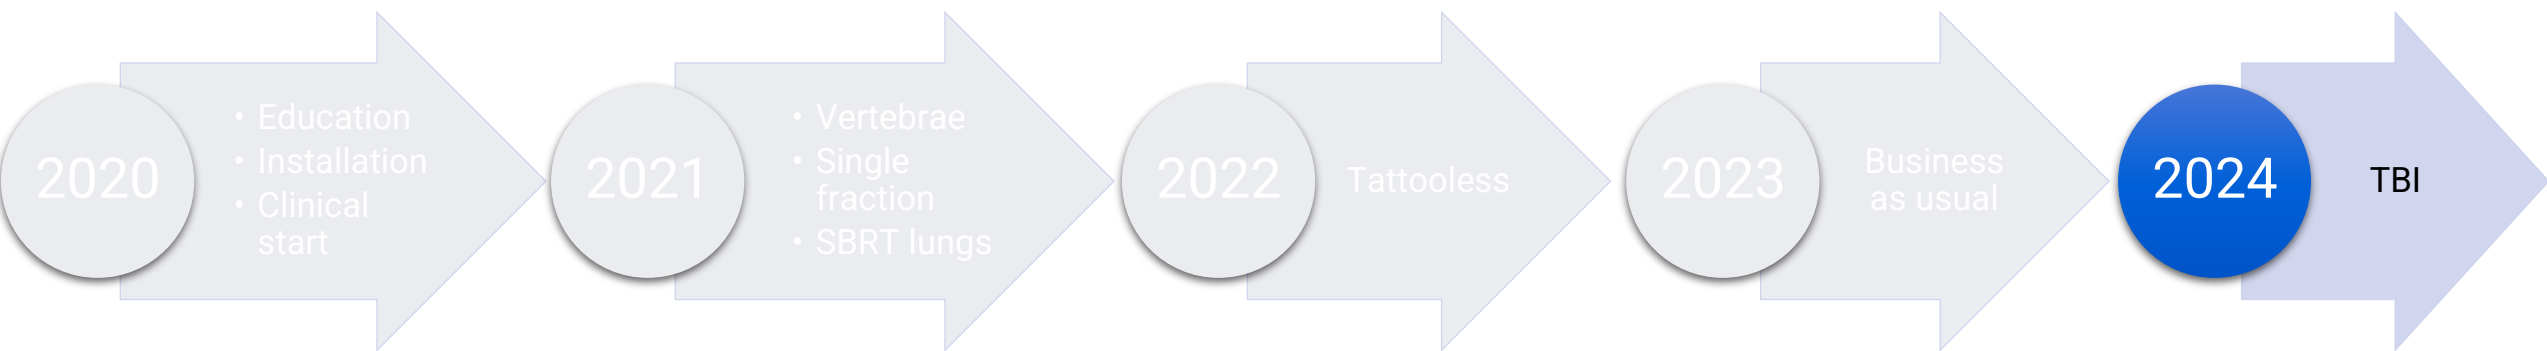 2020
• Education
• Installation
• Clinical
start
2021
• Vertebrae
• Single
fraction
• SBRT lungs
2022
Tattooless
2023
Business
as usual
2024
TBI